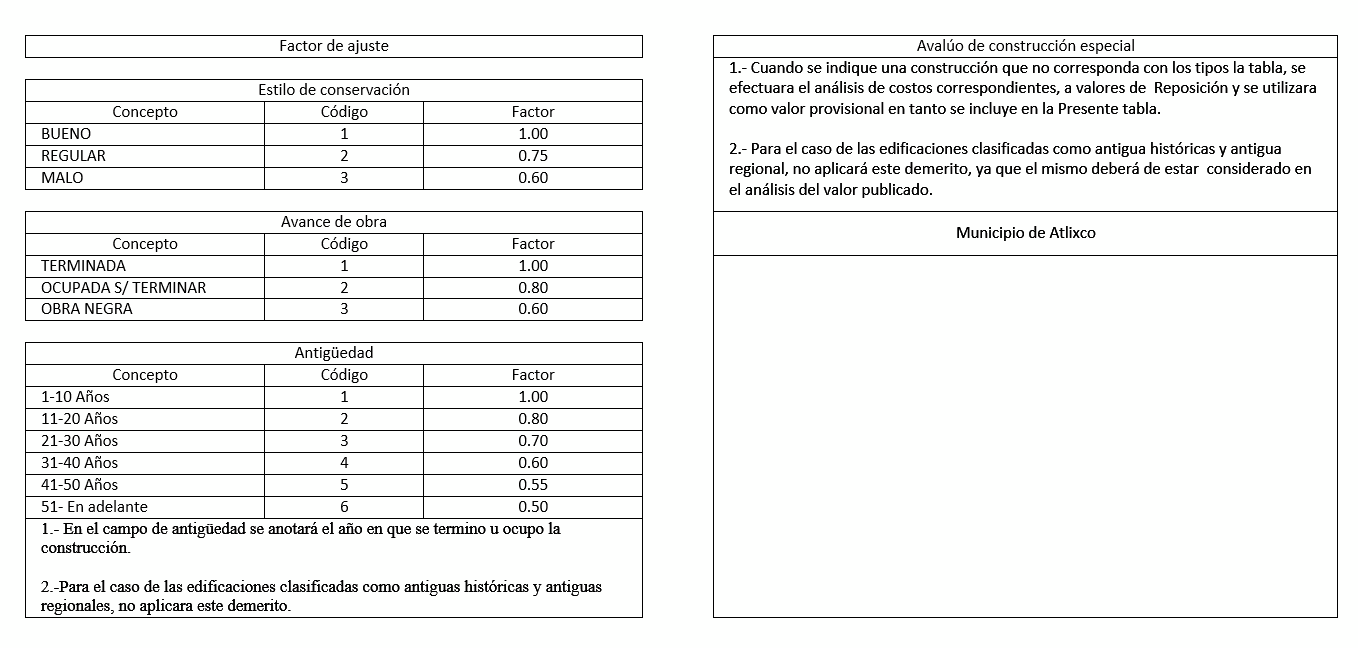 Factor de ajuste
Estilo de conservación
Concepto Código Factor
BUENO 1 1.00
REGULAR 2 0.75
MALO 3 0.60
Avance de obra
Concepto Código Factor
TERMINADA 1 1.00
OCUPADA S/ TERMINAR 2 0.80
OBRA NEGRA 3 0.60
Antigüedad
Concepto Código Factor
1-10 Años 1 1.00
11-20 Años 2 0.80
21-30 Años 3 0.70
31-40 Años 4 0.60
41-50 Años 5 0.55
51- En adelante 6 0.50
1.- En el campo de antigüedad se anotará el año en que se termino u ocupo la
construcción.
2.-Para el caso de las edificaciones clasificadas como antiguas históricas y antiguas
regionales, no aplicara este demerito.
Avalúo de construcción especial
1.- Cuando se indique una construcción que no corresponda con los tipos la tabla, se
efectuara el análisis de costos correspondientes, a valores de Reposición y se utilizara
como valor provisional en tanto se incluye en la Presente tabla.
2.- Para el caso de las edificaciones clasificadas como antigua históricas y antigua
regional, no aplicará este demerito, ya que el mismo deberá de estar considerado en
el análisis del valor publicado.
Municipio de Atlixco